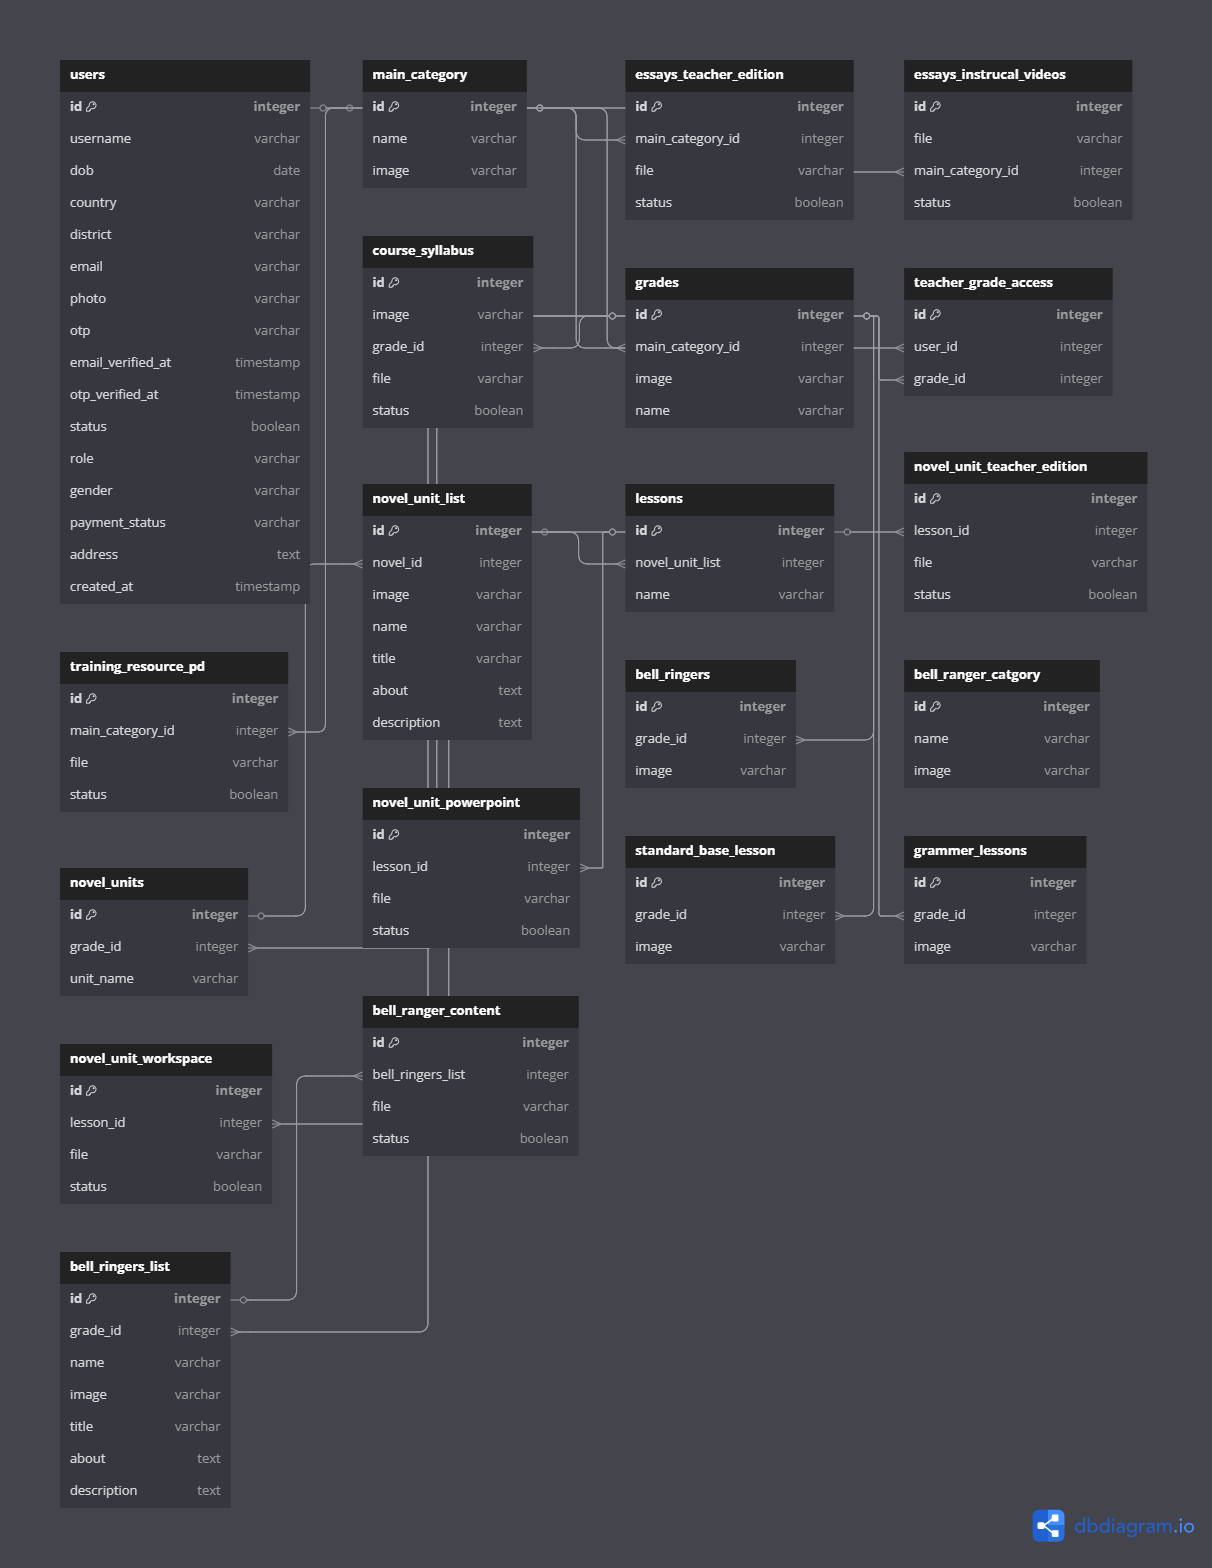 users
id integer
username varchar
dob date
country varchar
district varchar
email varchar
photo varchar
otp varchar
email_verified_at timestamp
otp_verified_at timestamp
status boolean
role varchar
gender varchar
payment_status varchar
address text
created_at timestamp
main_category
id integer
name varchar
image varchar
essays_teacher_edition
id integer
main_category_id integer
file varchar
status boolean
essays_instrucal_videos
id integer
file varchar
main_category_id integer
status boolean
course_syllabus
id integer
image varchar
grade_id integer
file varchar
status boolean
grades
id integer
main_category_id integer
image varchar
name varchar
teacher_grade_access
id integer
user_id integer
grade_id integer
novel_unit_list
id integer
novel_id integer
image varchar
name varchar
title varchar
about text
description text
lessons
id integer
novel_unit_list integer
name varchar
novel_unit_teacher_edition
id integer
lesson_id integer
file varchar
status boolean
training_resource_pd
id integer
main_category_id integer
file varchar
status boolean
bell_ringers
id integer
grade_id integer
image varchar
bell_ranger_catgory
id integer
name varchar
image varchar
novel_units
id integer
grade_id integer
unit_name varchar
novel_unit_powerpoint
id integer
lesson_id integer
file varchar
status boolean
standard_base_lesson
id integer
grade_id integer
image varchar
grammer_lessons
id integer
grade_id integer
image varchar
novel_unit_workspace
id integer
lesson_id integer
file varchar
status boolean
bell_ranger_content
id integer
bell_ringers_list integer
file varchar
status boolean
bell_ringers_list
id integer
grade_id integer
name varchar
image varchar
title varchar
about text
description text
dbdiagram.io